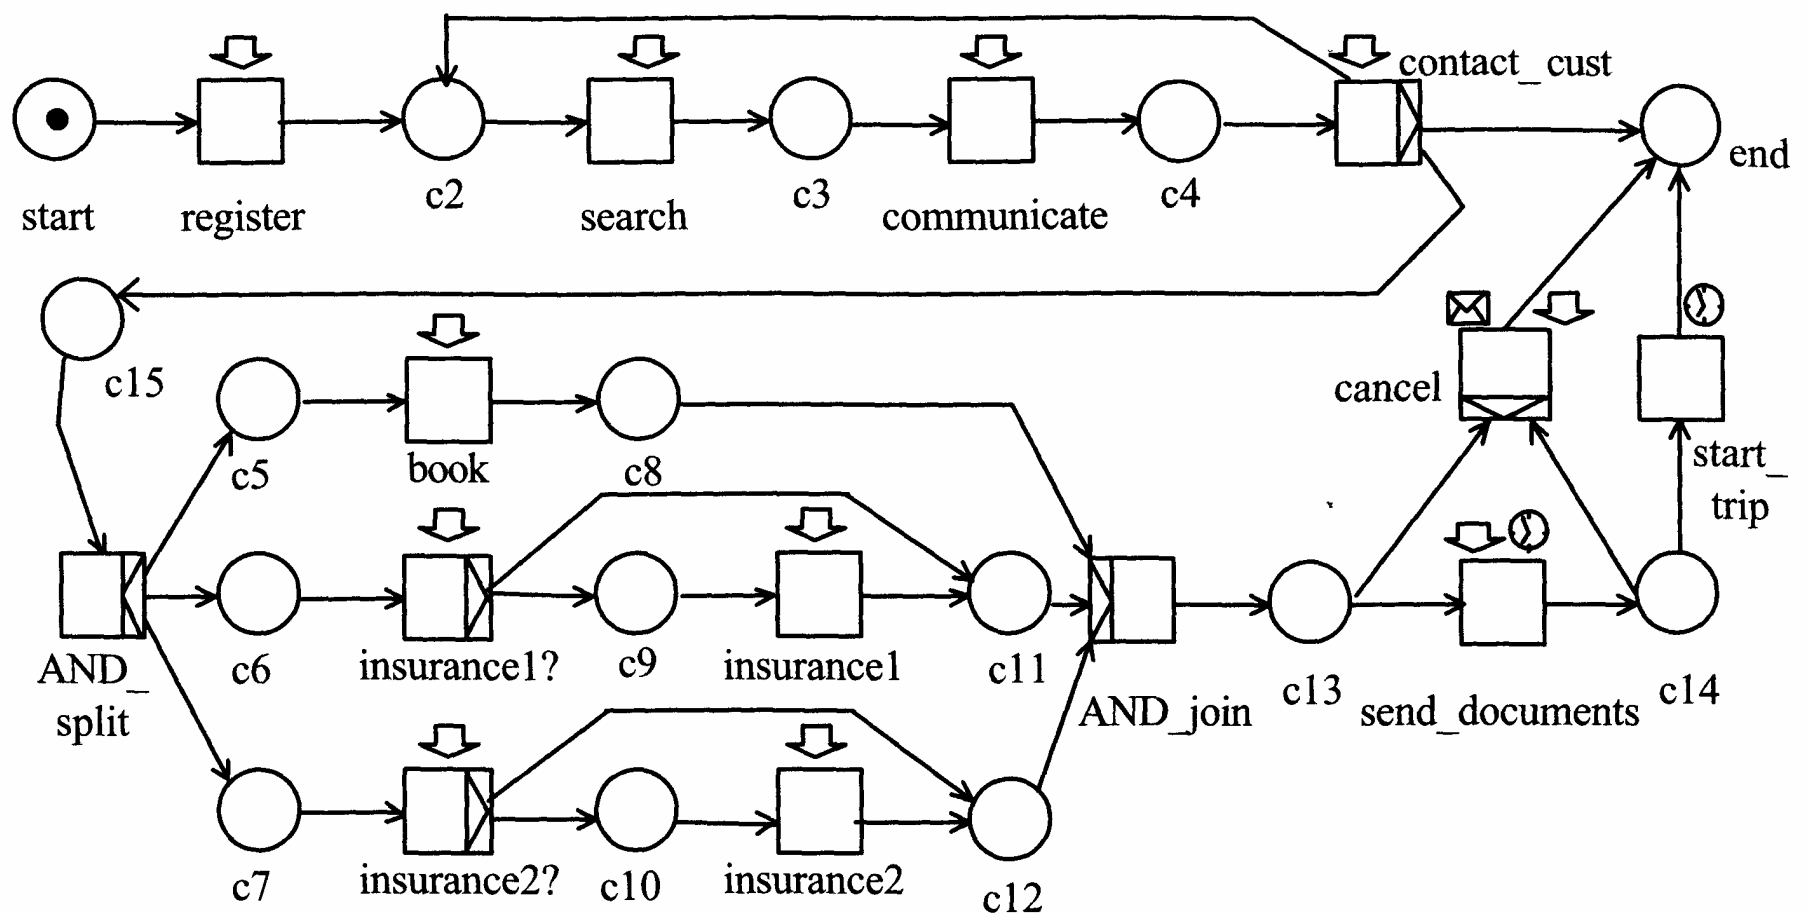 contact_cust
end
start
register
c2
search
c3
communicate
c4
c15
cancel
start_
trip
c5
book
c8
AND_
split
c6
insurance1?
c9
insurance1
c11
AND_join
c13
send_documents
c14
c7
insurance2?
c10
insurance2
c12